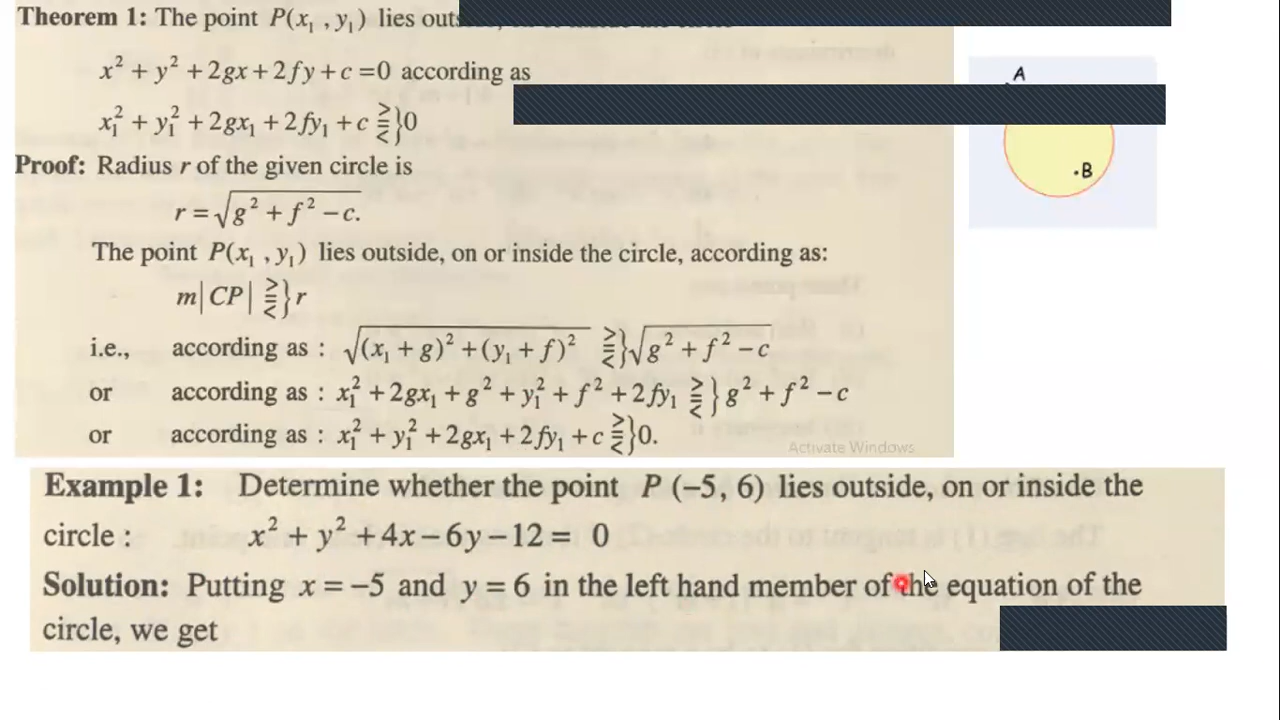 Theorem 1: The point P(x₁ , y₁) lies
x² + y² + 2gx + 2fy + c = 0 according as
x₁² + y₁² + 2gx₁ + 2fy₁ + c ⪌} 0
Proof: Radius r of the given circle is
r = √(g² + f² − c).
The point P(x₁ , y₁) lies outside, on or inside the circle, according as:
m|CP| ⪌} r
i.e., according as : √((x₁ + g)² + (y₁ + f)²) ⪌} √(g² + f² − c)
or according as : x₁² + 2gx₁ + g² + y₁² + f² + 2fy₁ ⪌} g² + f² − c
or according as : x₁² + y₁² + 2gx₁ + 2fy₁ + c ⪌} 0.
Activate Windows
A
B
Example 1: Determine whether the point P (−5, 6) lies outside, on or inside the
circle : x² + y² + 4x − 6y − 12 = 0
Solution: Putting x = −5 and y = 6 in the left hand member of the equation of the
circle, we get